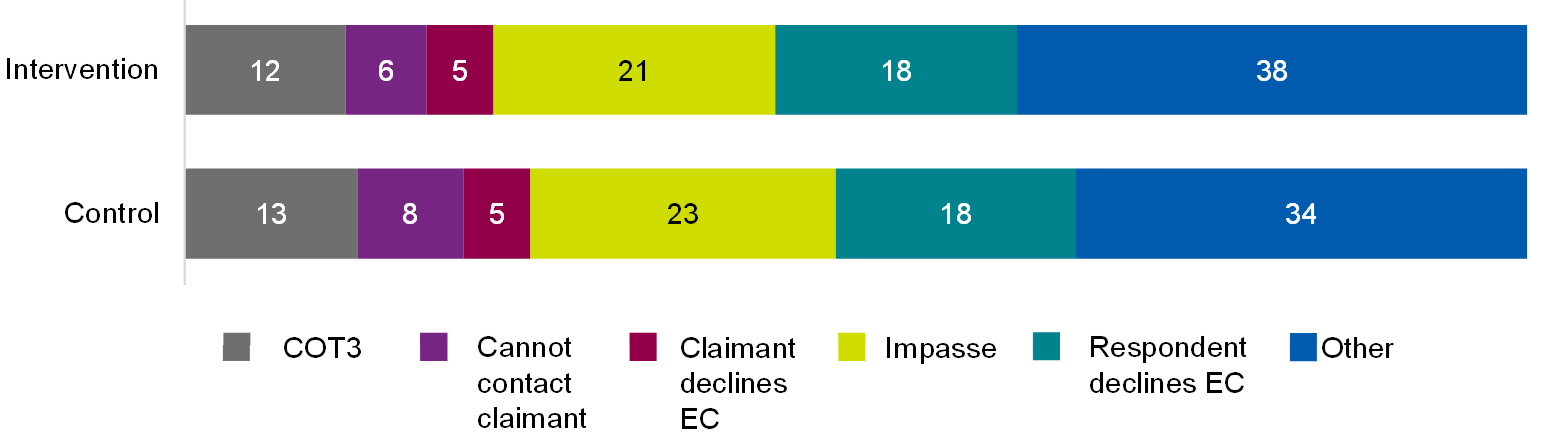 Intervention
12
6
5
21
18
38
Control
13
8
5
23
18
34
COT3
Cannot
contact
claimant
Claimant
declines
EC
Impasse
Respondent
declines EC
Other